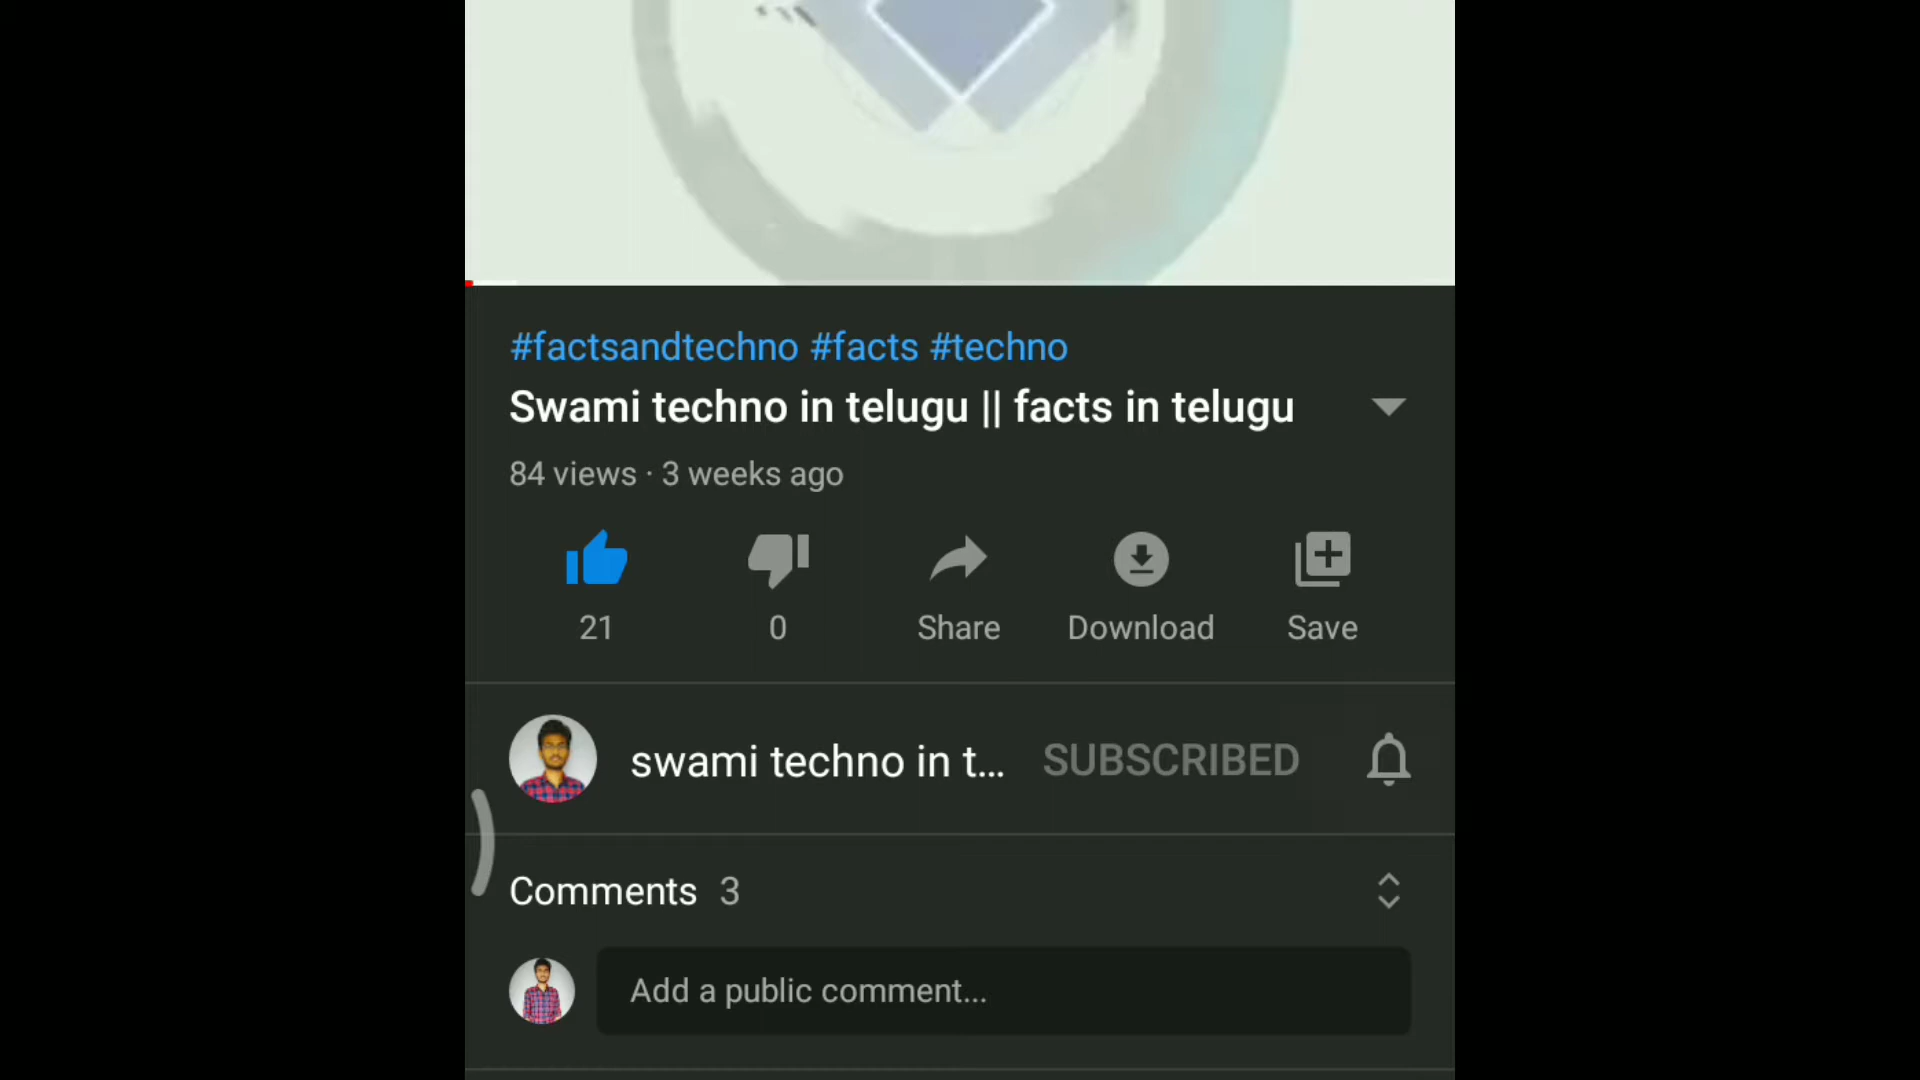 #factsandtechno #facts #techno
Swami techno in telugu || facts in telugu
84 views · 3 weeks ago
21 0 Share Download Save
swami techno in t... SUBSCRIBED
Comments 3
Add a public comment...